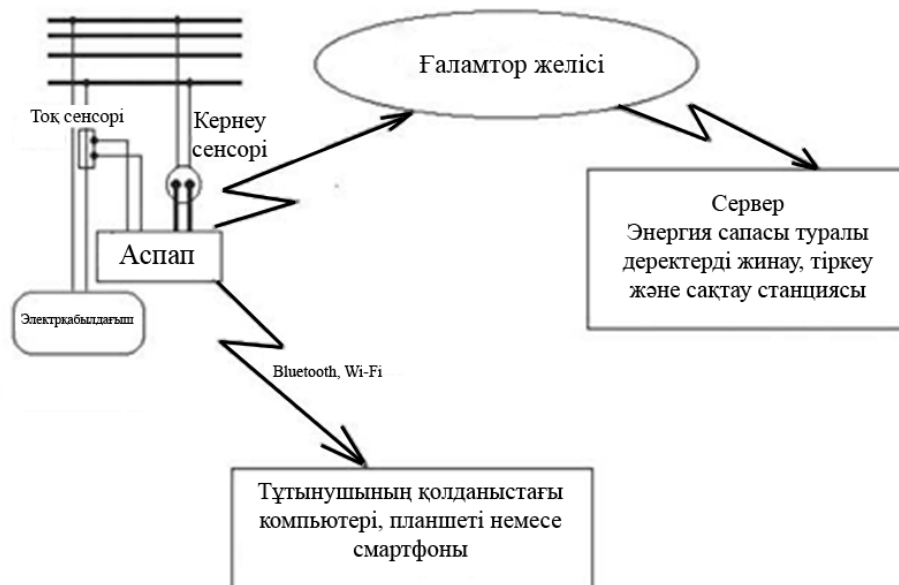 Ғаламтор желісі
Тоқ сенсорі
Кернеу
сенсорі
Сервер
Энергия сапасы туралы
деректерді жинау, тіркеу
және сақтау станциясы
Аспап
Электрқабылдағыш
Bluetooth, Wi-Fi
Тұтынушының қолданыстағы
компьютері, планшеті немесе
смартфоны